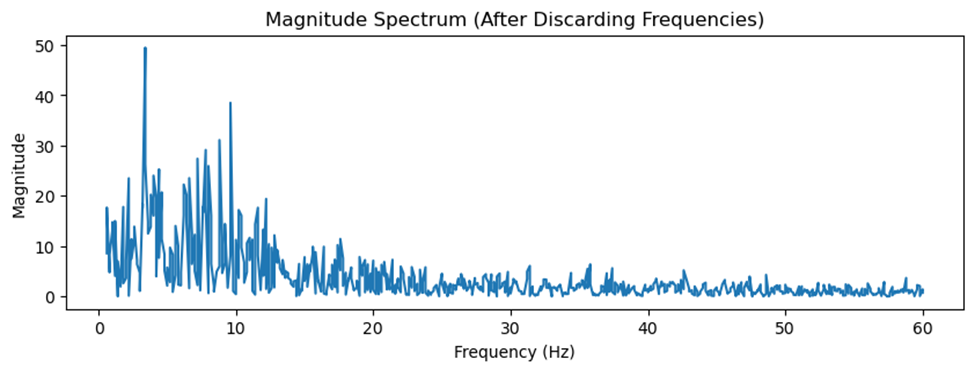 Magnitude Spectrum (After Discarding Frequencies)
50
40
30
20
10
0
Magnitude
0 10 20 30 40 50 60
Frequency (Hz)